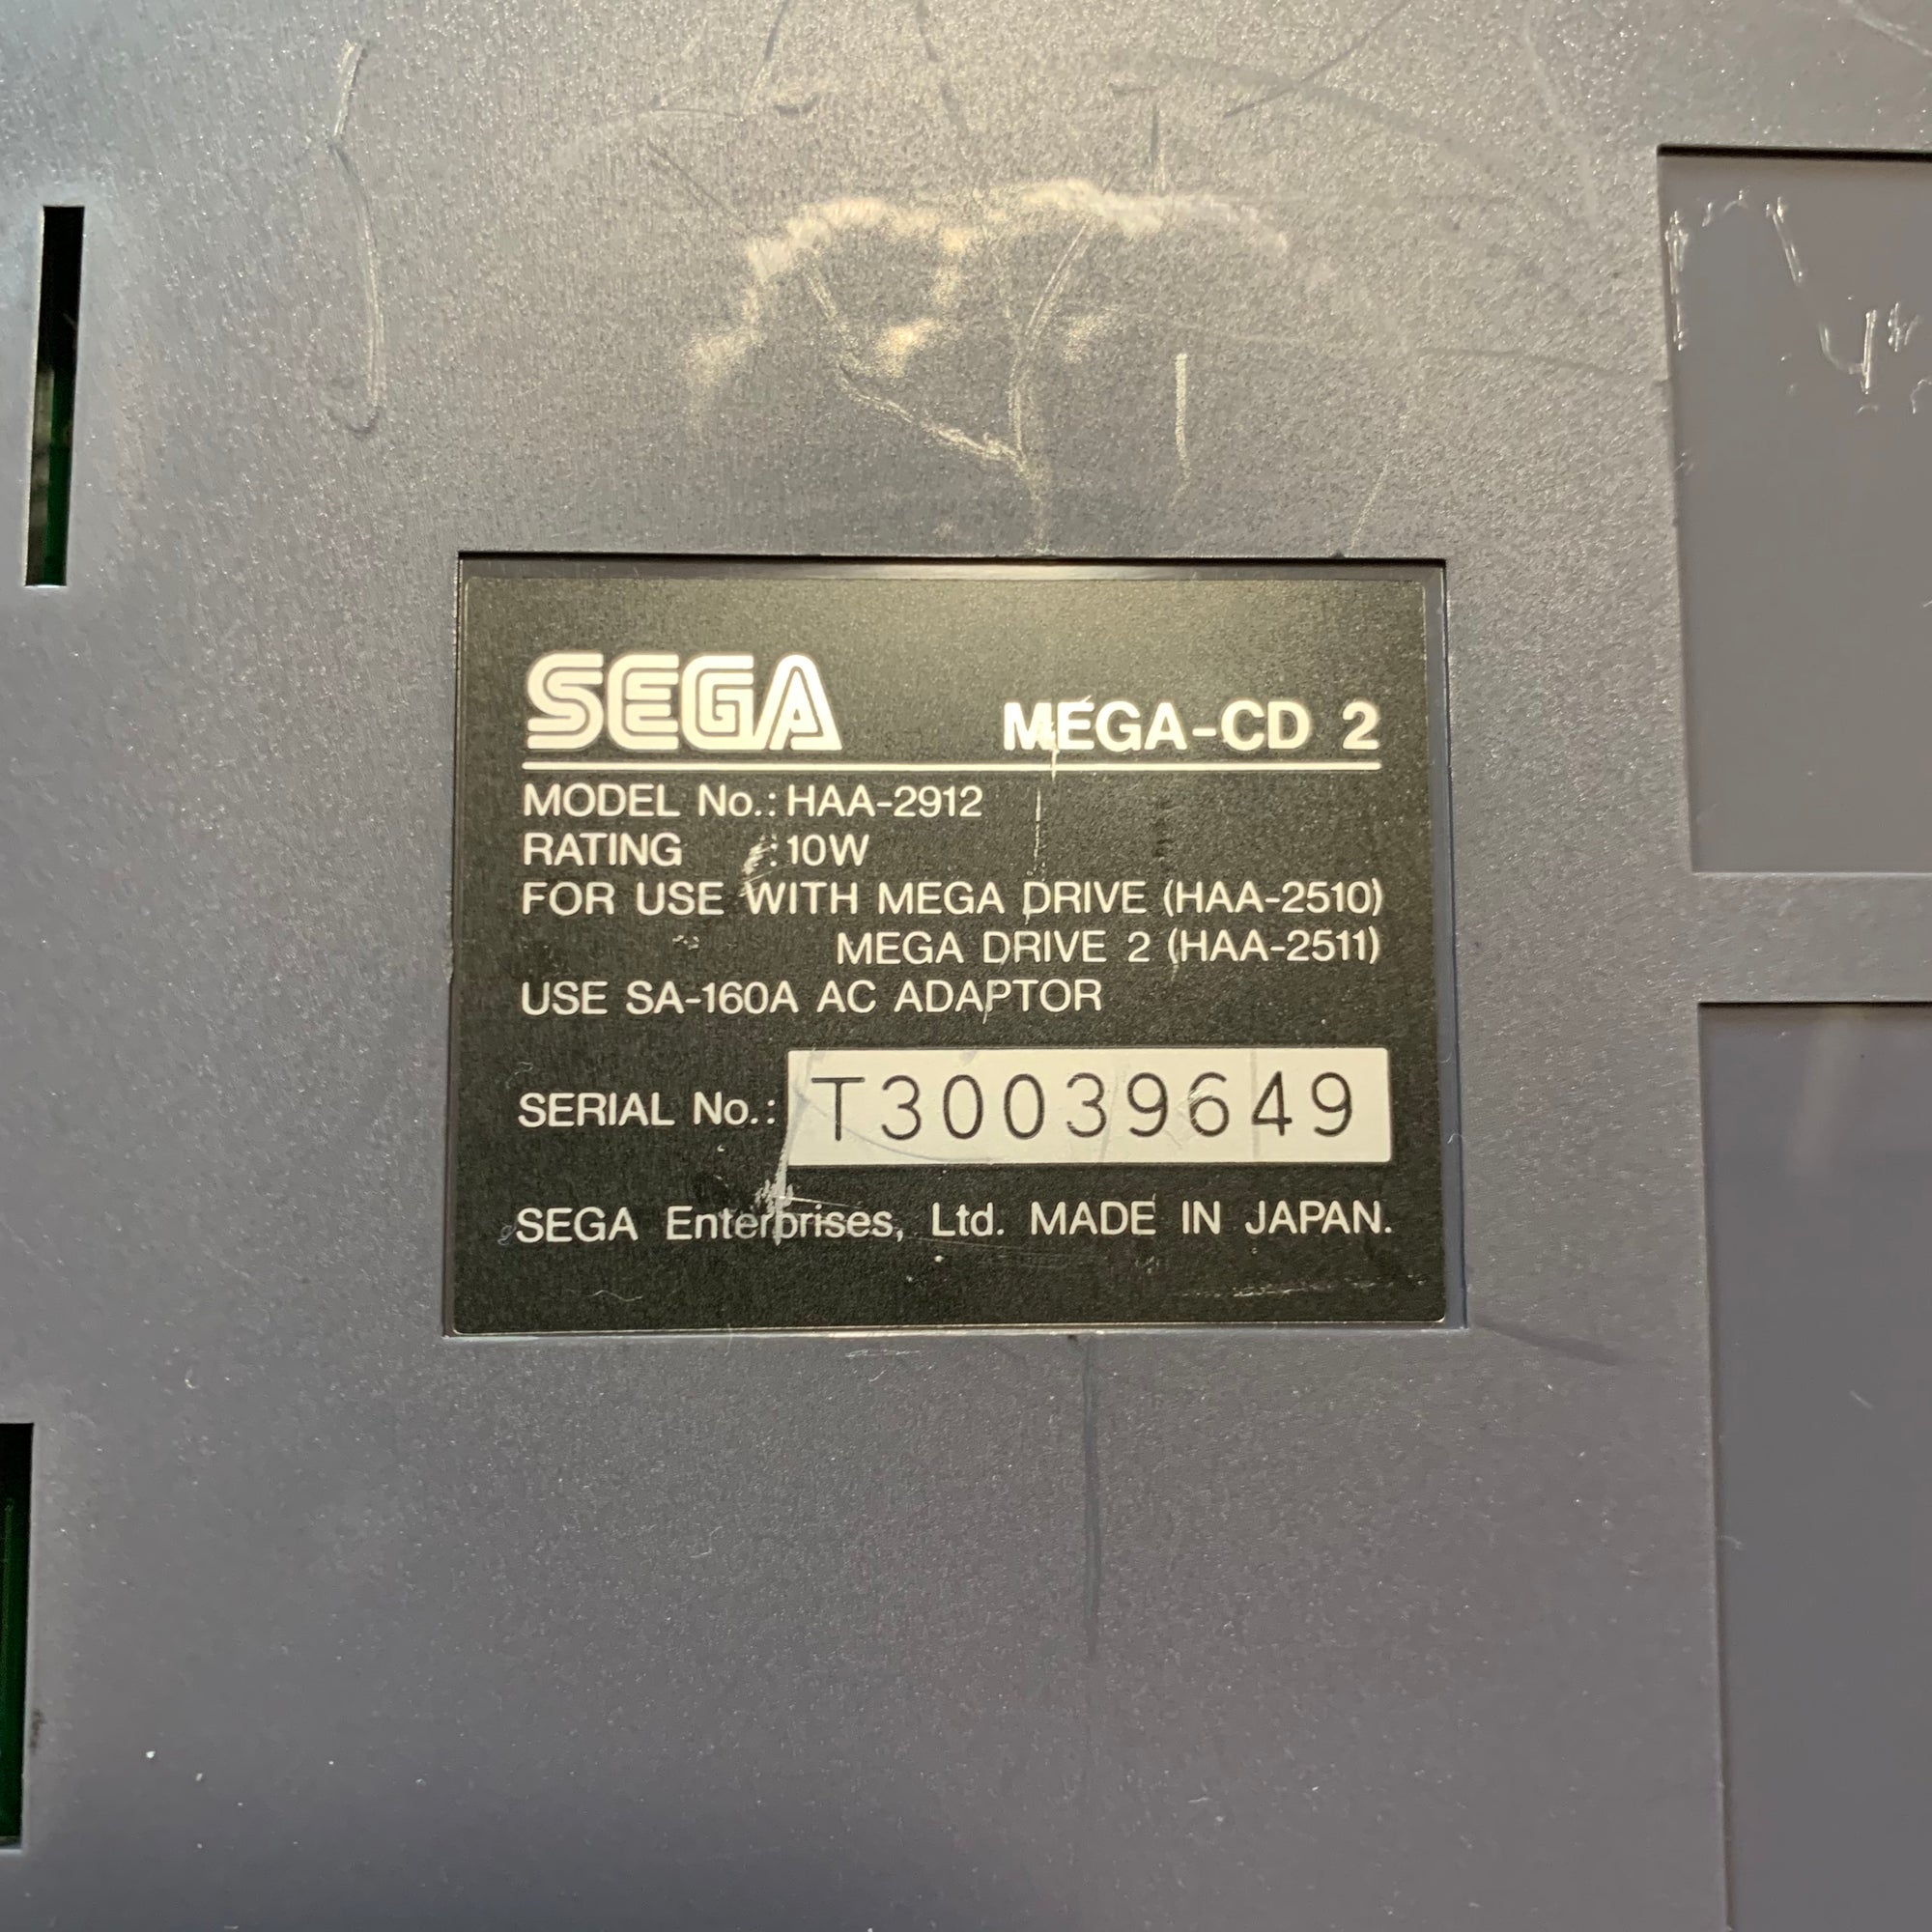 SEGA MEGA-CD 2
MODEL No.: HAA-2912
RATING : 10W
FOR USE WITH MEGA DRIVE (HAA-2510)
MEGA DRIVE 2 (HAA-2511)
USE SA-160A AC ADAPTOR
SERIAL No.: T30039649
SEGA Enterprises, Ltd. MADE IN JAPAN.